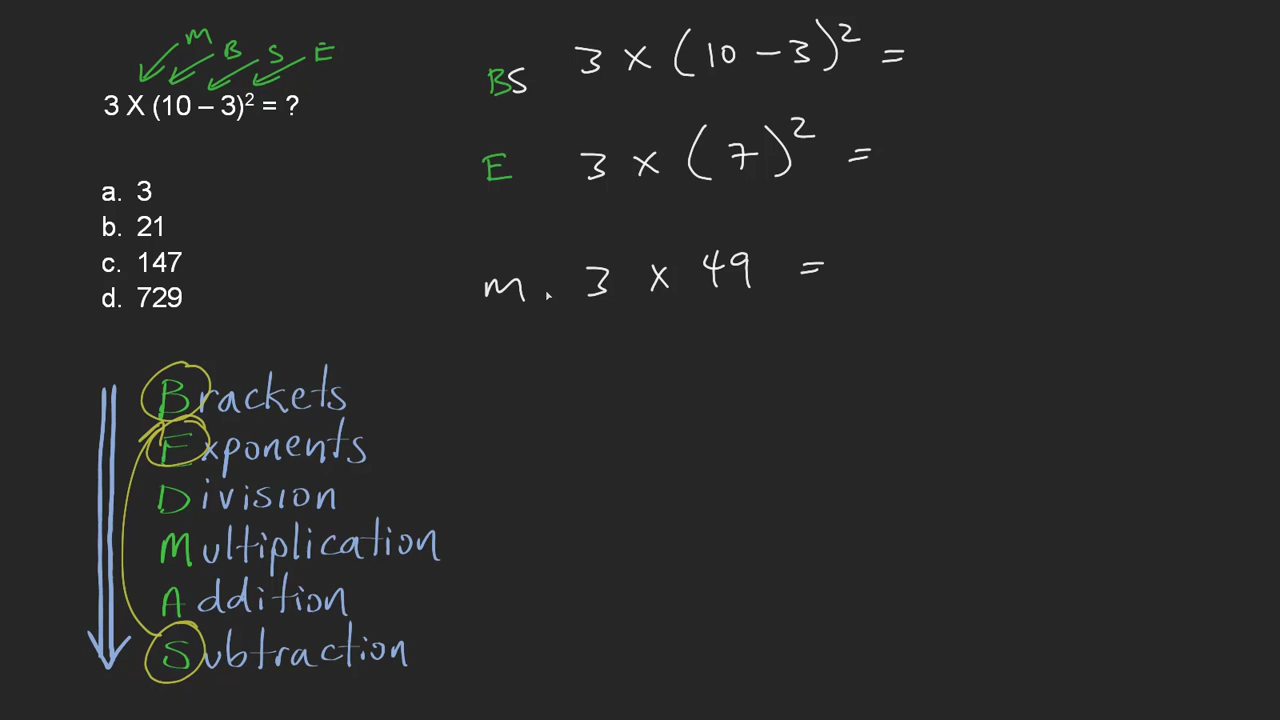 M B S E
3 X (10 – 3)² = ?
a. 3
b. 21
c. 147
d. 729
BS 3 × (10 – 3)² =
E 3 × (7)² =
M. 3 × 49 =
Brackets
Exponents
Division
Multiplication
Addition
Subtraction